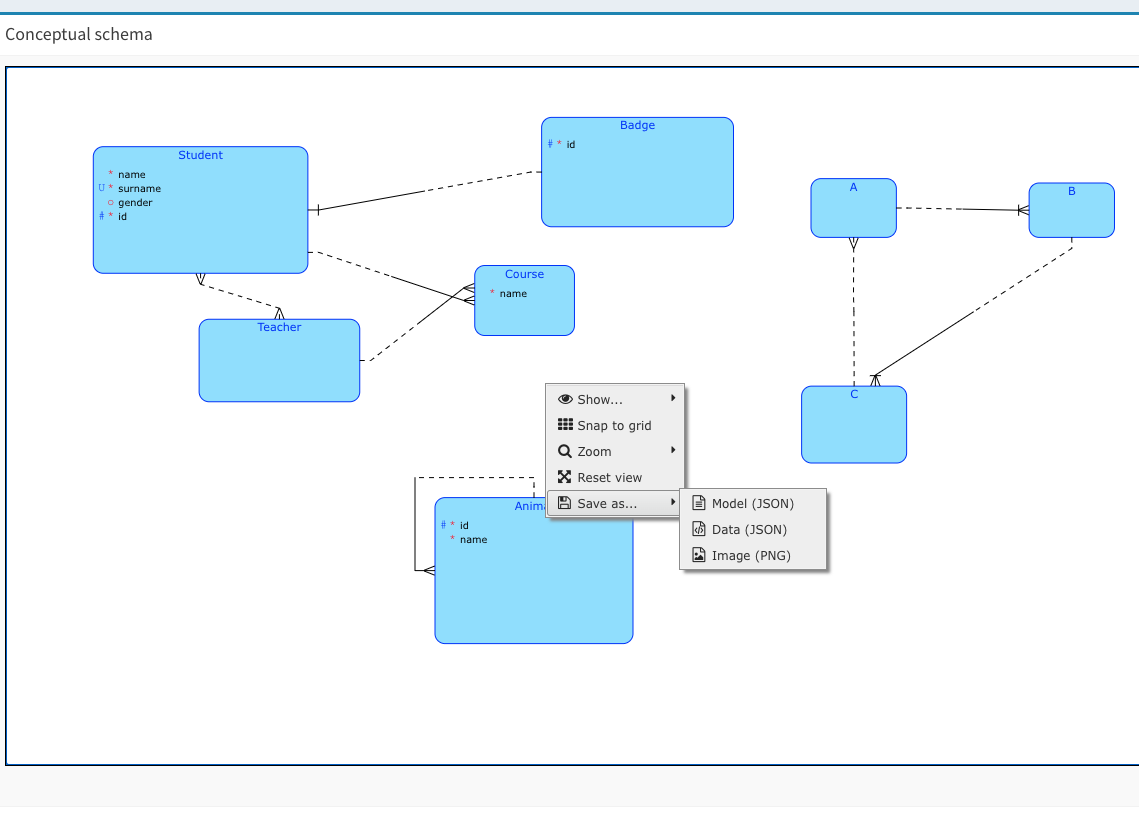 Conceptual schema
Student
* name
U * surname
o gender
# * id
Badge
# * id
Course
* name
Teacher
A
B
C
Show...
Snap to grid
Zoom
Reset view
Save as...
Model (JSON)
Data (JSON)
Image (PNG)
Anima
# * id
* name